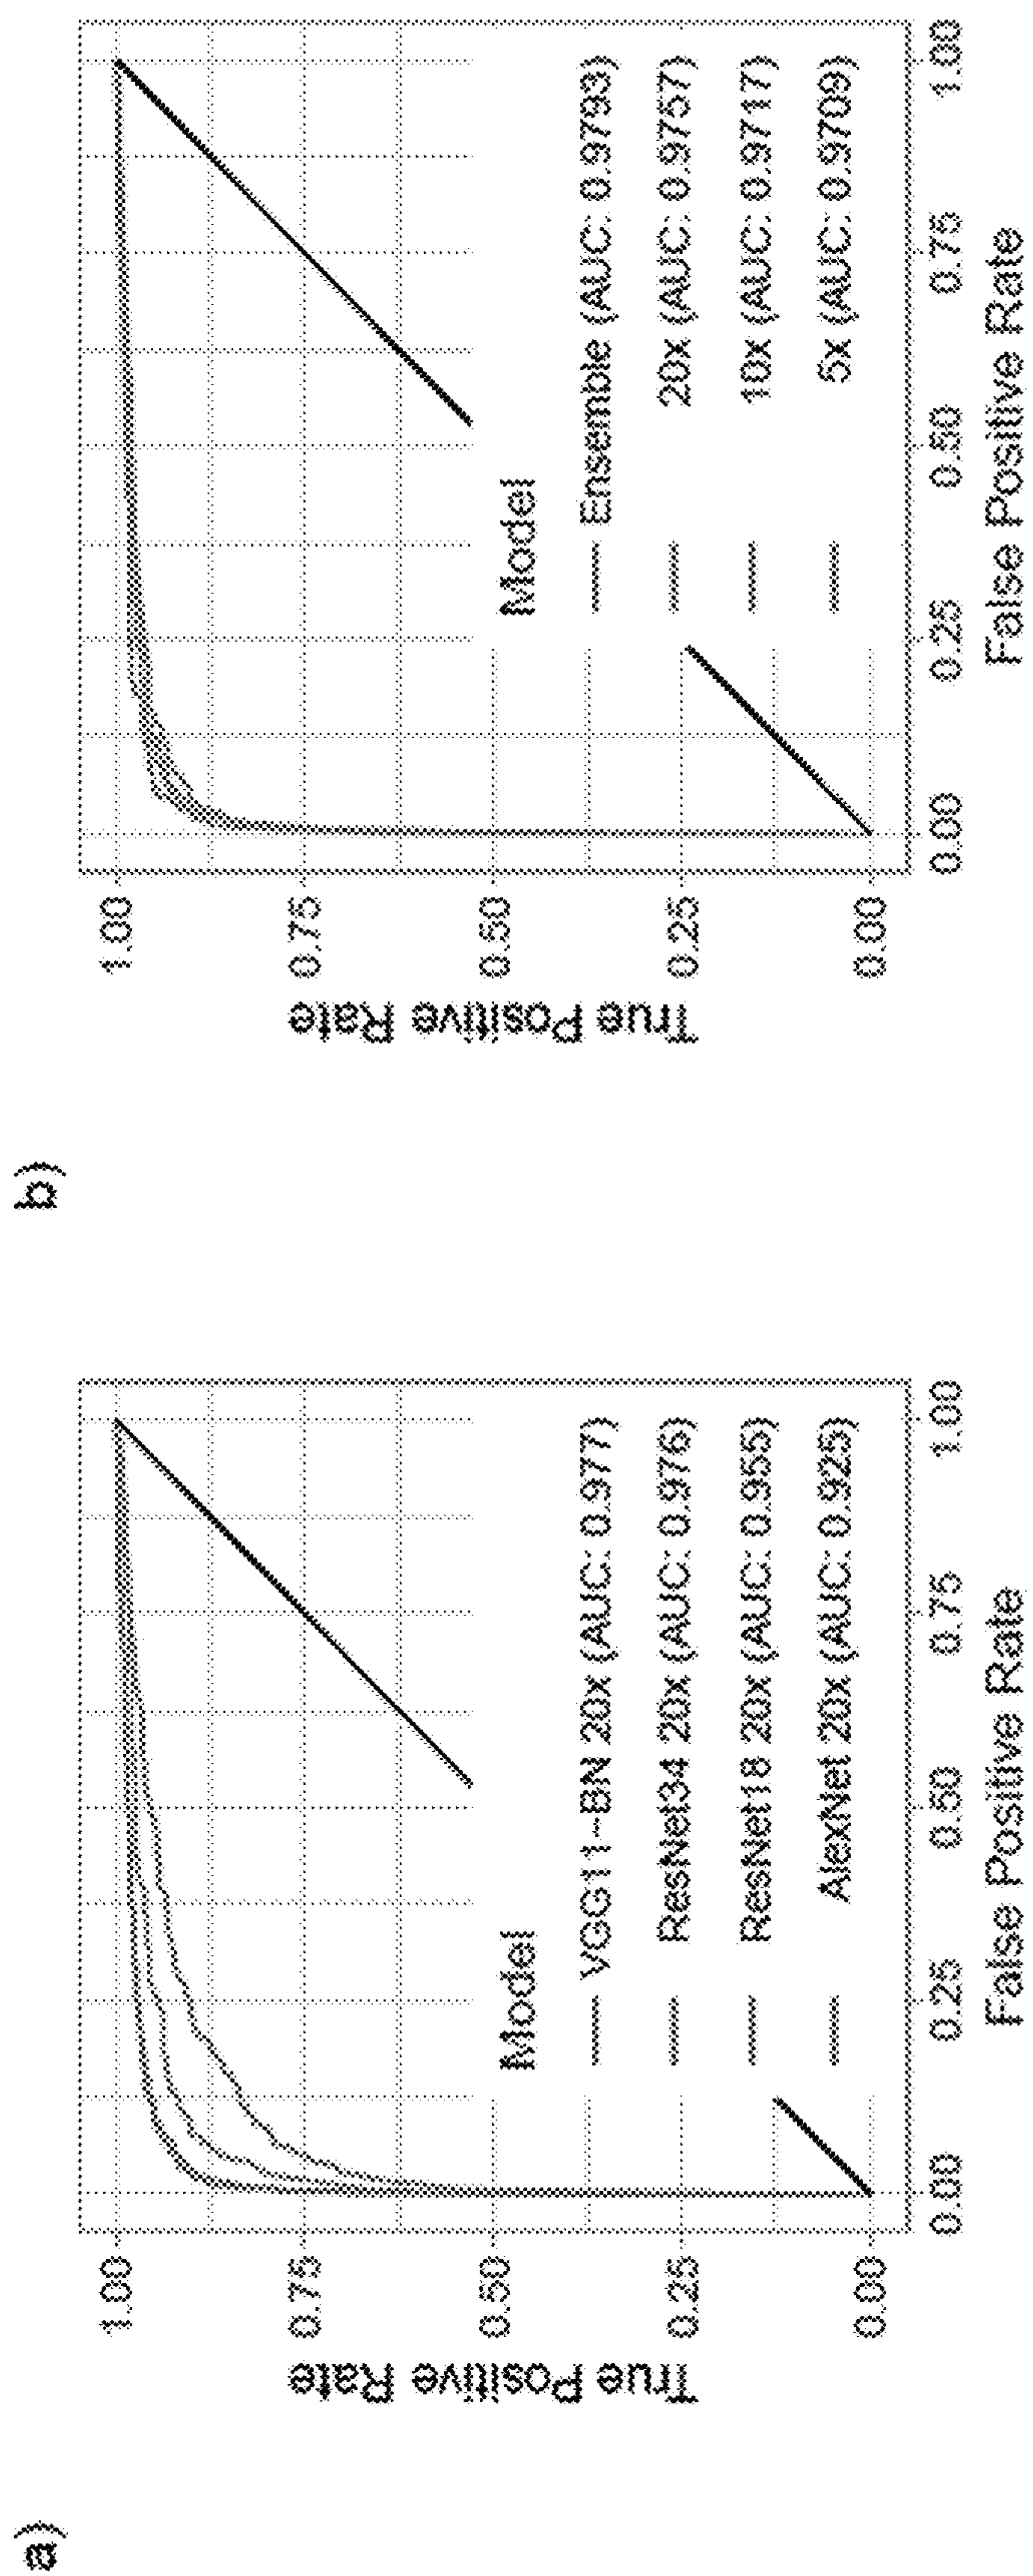 a)
True Positive Rate
1.00
0.75
0.50
0.25
0.00
Model
VGG11-BN 20x (AUC: 0.977)
ResNet34 20x (AUC: 0.976)
ResNet18 20x (AUC: 0.955)
AlexNet 20x (AUC: 0.925)
0.00 0.25 0.50 0.75 1.00
False Positive Rate
b)
True Positive Rate
1.00
0.75
0.50
0.25
0.00
Model
Ensemble (AUC: 0.9793)
20x (AUC: 0.9757)
10x (AUC: 0.9717)
5x (AUC: 0.9709)
0.00 0.25 0.50 0.75 1.00
False Positive Rate